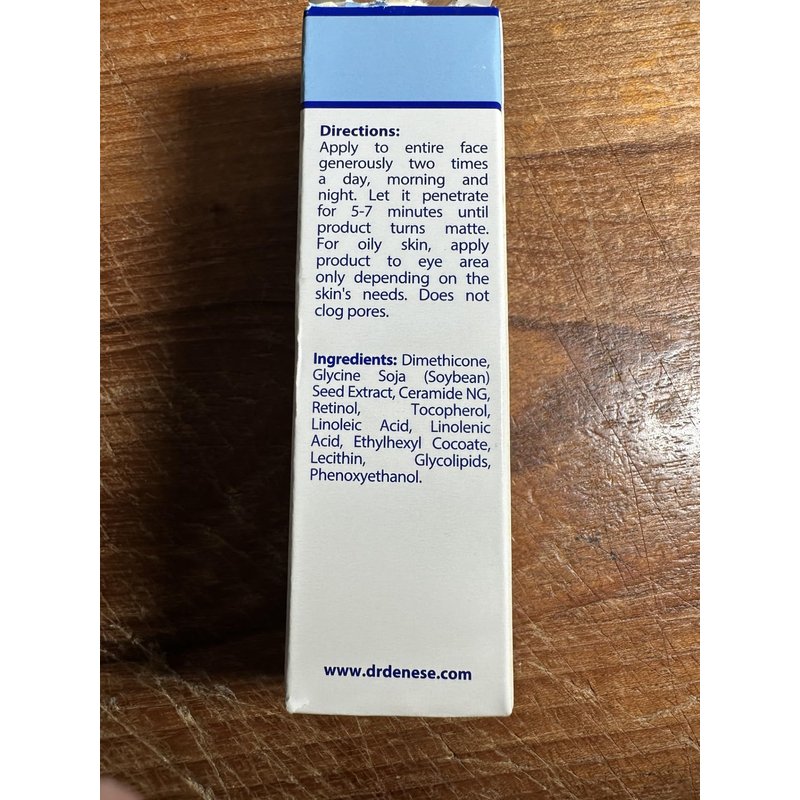 Directions:
Apply to entire face
generously two times
a day, morning and
night. Let it penetrate
for 5-7 minutes until
product turns matte.
For oily skin, apply
product to eye area
only depending on the
skin's needs. Does not
clog pores.
Ingredients: Dimethicone,
Glycine Soja (Soybean)
Seed Extract, Ceramide NG,
Retinol, Tocopherol,
Linoleic Acid, Linolenic
Acid, Ethylhexyl Cocoate,
Lecithin, Glycolipids,
Phenoxyethanol.
www.drdenese.com